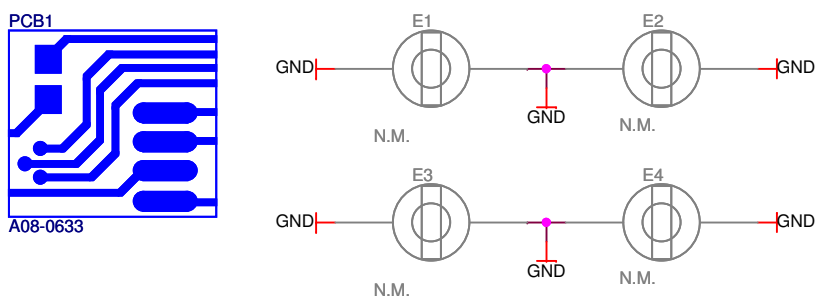 PCB1
A08-0633
E1
E2
GND
GND
GND
N.M.
N.M.
E3
E4
GND
GND
GND
N.M.
N.M.